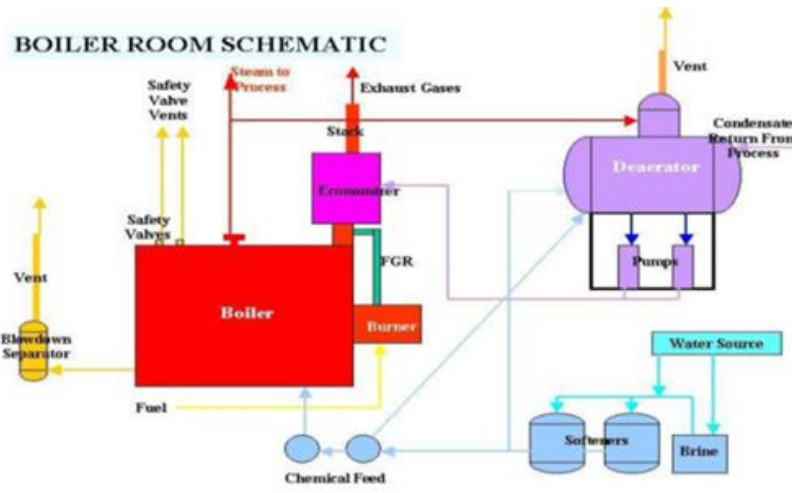 BOILER ROOM SCHEMATIC
Steam to
Process
Exhaust Gases
Vent
Safety
Valve
Vents
Stack
Condensate
Return From
Process
Deaerator
Economizer
Safety
Valves
FGR
Pumps
Vent
Boiler
Burner
Blowdown
Separator
Water Source
Fuel
Softeners
Brine
Chemical Feed